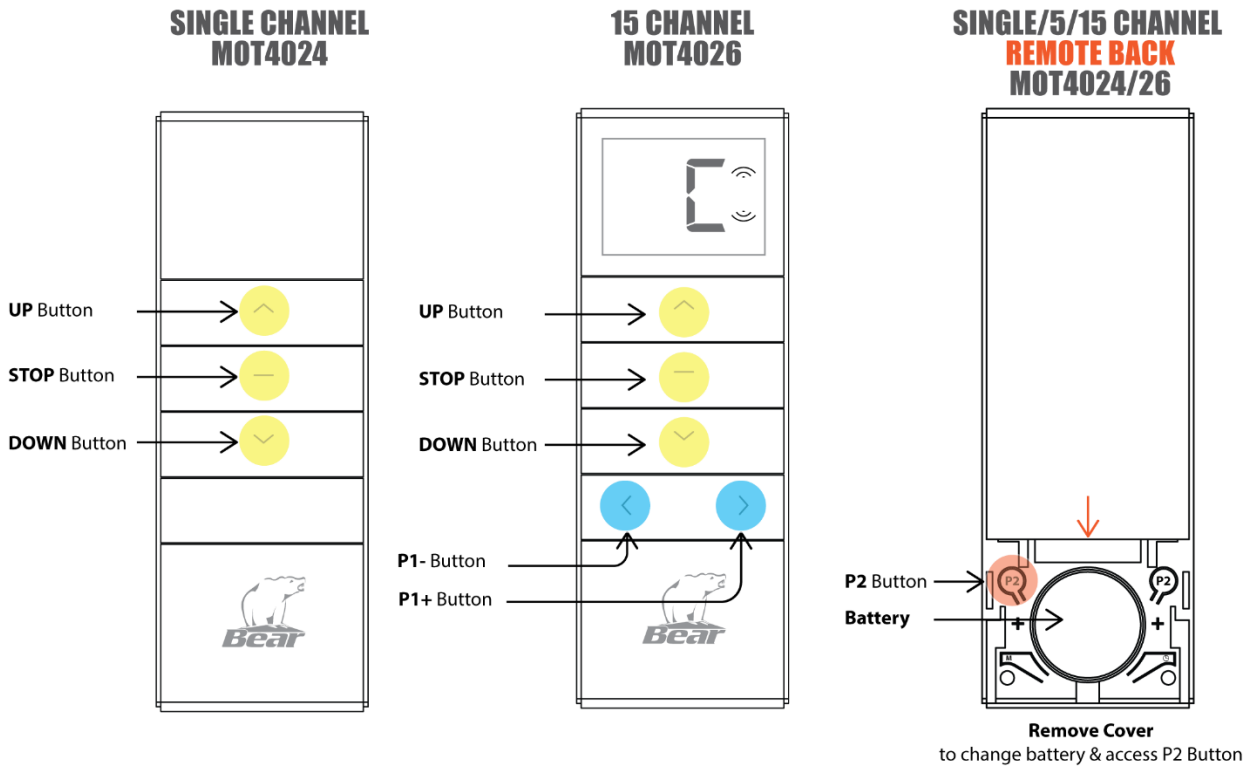 SINGLE CHANNEL
MOT4024
UP Button
STOP Button
DOWN Button
Bear
15 CHANNEL
MOT4026
C
UP Button
STOP Button
DOWN Button
P1- Button
P1+ Button
Bear
SINGLE/5/15 CHANNEL
REMOTE BACK
MOT4024/26
P2 Button
Battery
P2
P2
+
+
M
Remove Cover
to change battery & access P2 Button